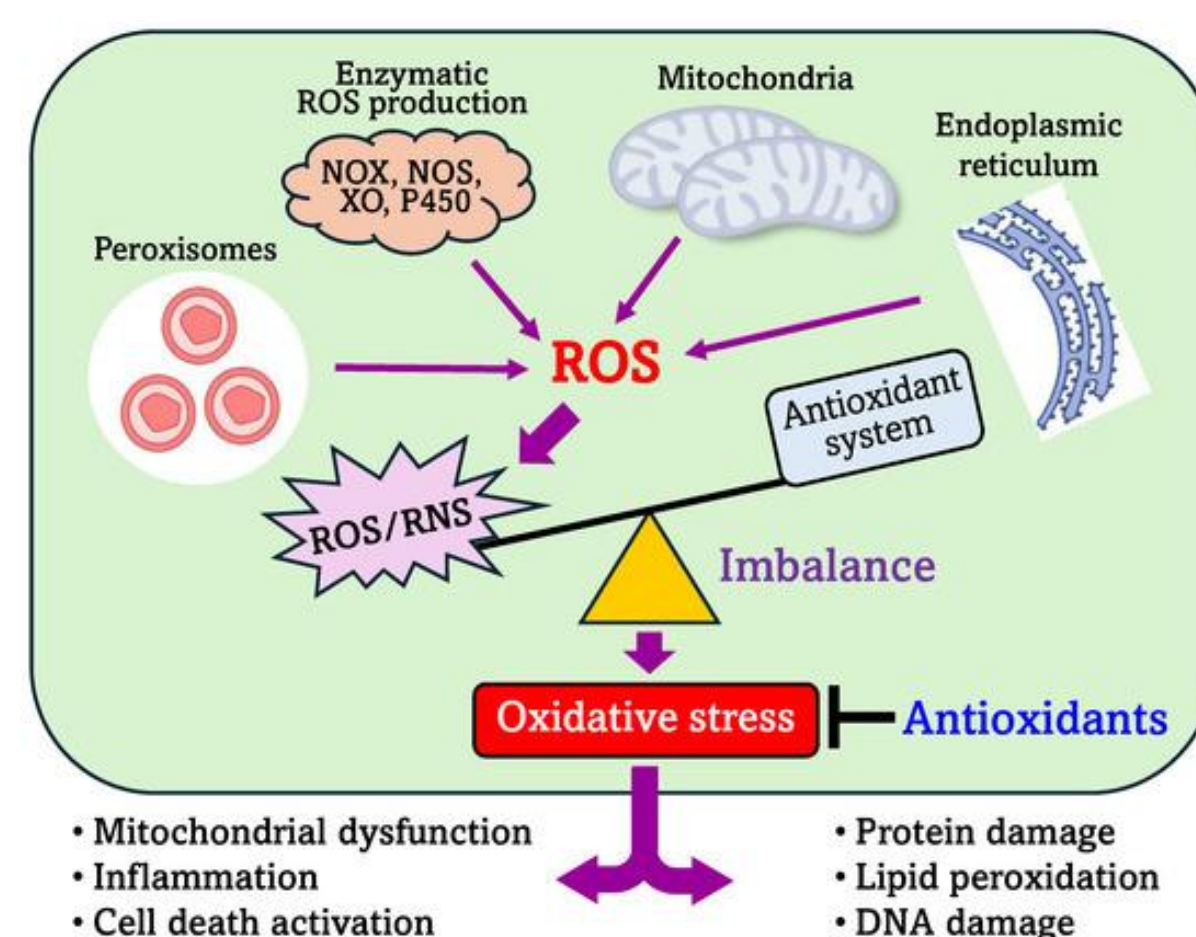 Enzymatic
ROS production
NOX, NOS,
XO, P450
Mitochondria
Endoplasmic
reticulum
Peroxisomes
ROS
Antioxidant
system
ROS/RNS
Imbalance
Oxidative stress
Antioxidants
• Mitochondrial dysfunction
• Inflammation
• Cell death activation
• Protein damage
• Lipid peroxidation
• DNA damage